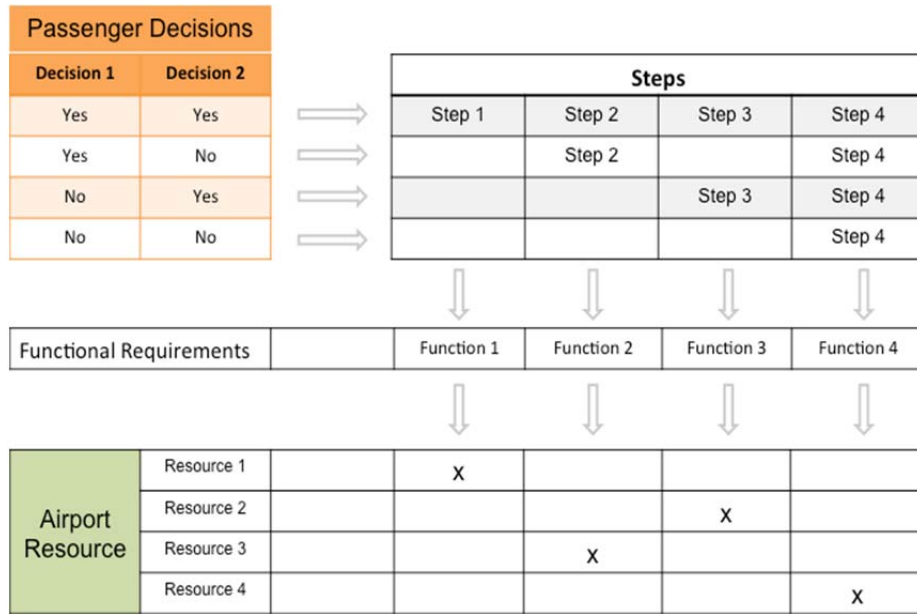 Passenger Decisions
Decision 1 Decision 2 Steps
Yes Yes Step 1 Step 2 Step 3 Step 4
Yes No Step 2 Step 4
No Yes Step 3 Step 4
No No Step 4
Functional Requirements Function 1 Function 2 Function 3 Function 4
Airport Resource
Resource 1 X
Resource 2 X
Resource 3 X
Resource 4 X